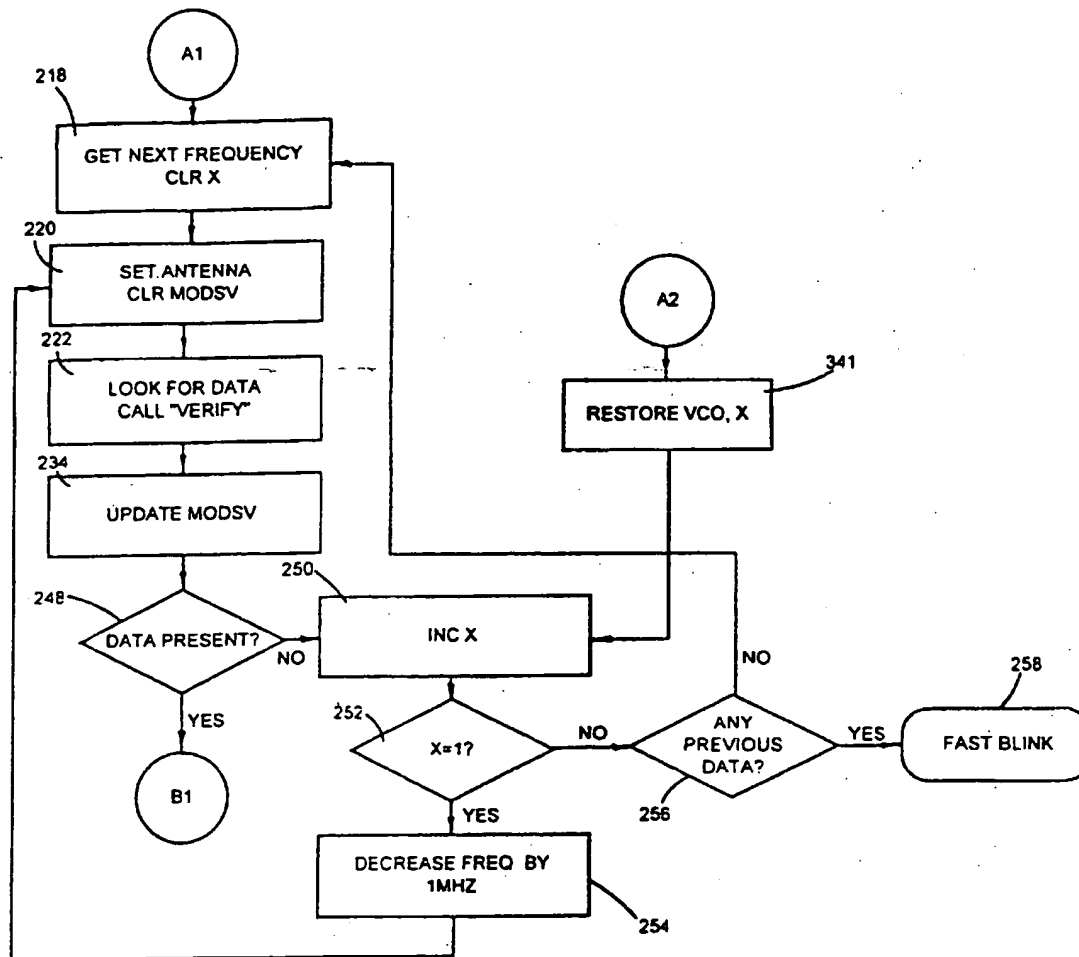 A1
218
GET NEXT FREQUENCY
CLR X
220
SET.ANTENNA
CLR MODSV
A2
222
LOOK FOR DATA
CALL "VERIFY"
341
RESTORE VCO, X
234
UPDATE MODSV
248
DATA PRESENT?
NO
YES
B1
250
INC X
252
X=1?
NO
YES
NO
ANY
PREVIOUS
DATA?
256
YES
258
FAST BLINK
DECREASE FREQ BY
1MHZ
254